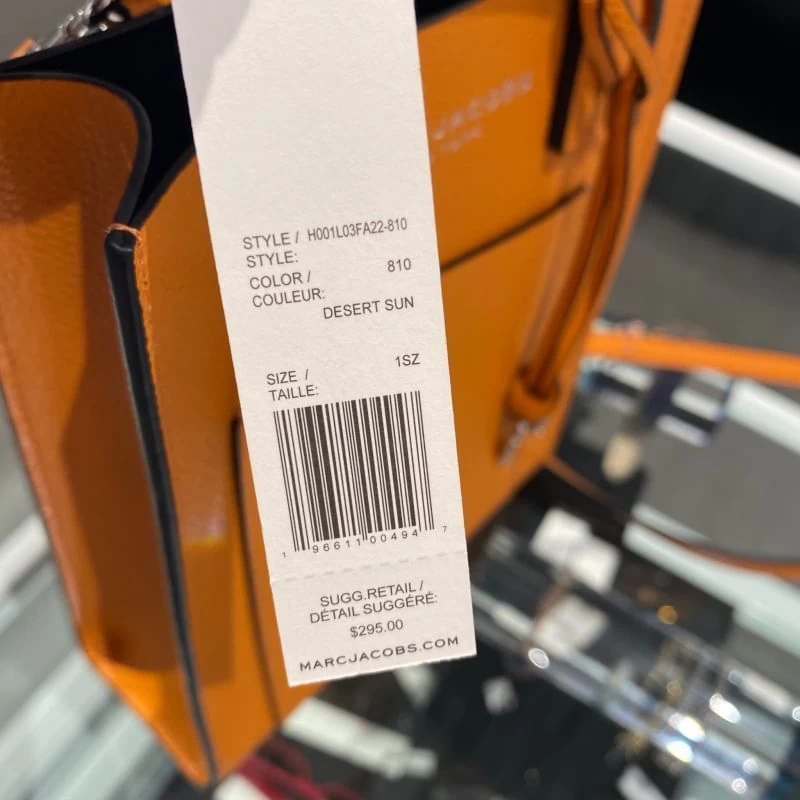 JACOBS
STYLE / H001L03FA22-810
STYLE:
COLOR / 810
COULEUR:
DESERT SUN
SIZE / 1SZ
TAILLE:
1 96611 00494 7
SUGG.RETAIL /
DÉTAIL SUGGÉRÉ:
$295.00
MARCJACOBS.COM